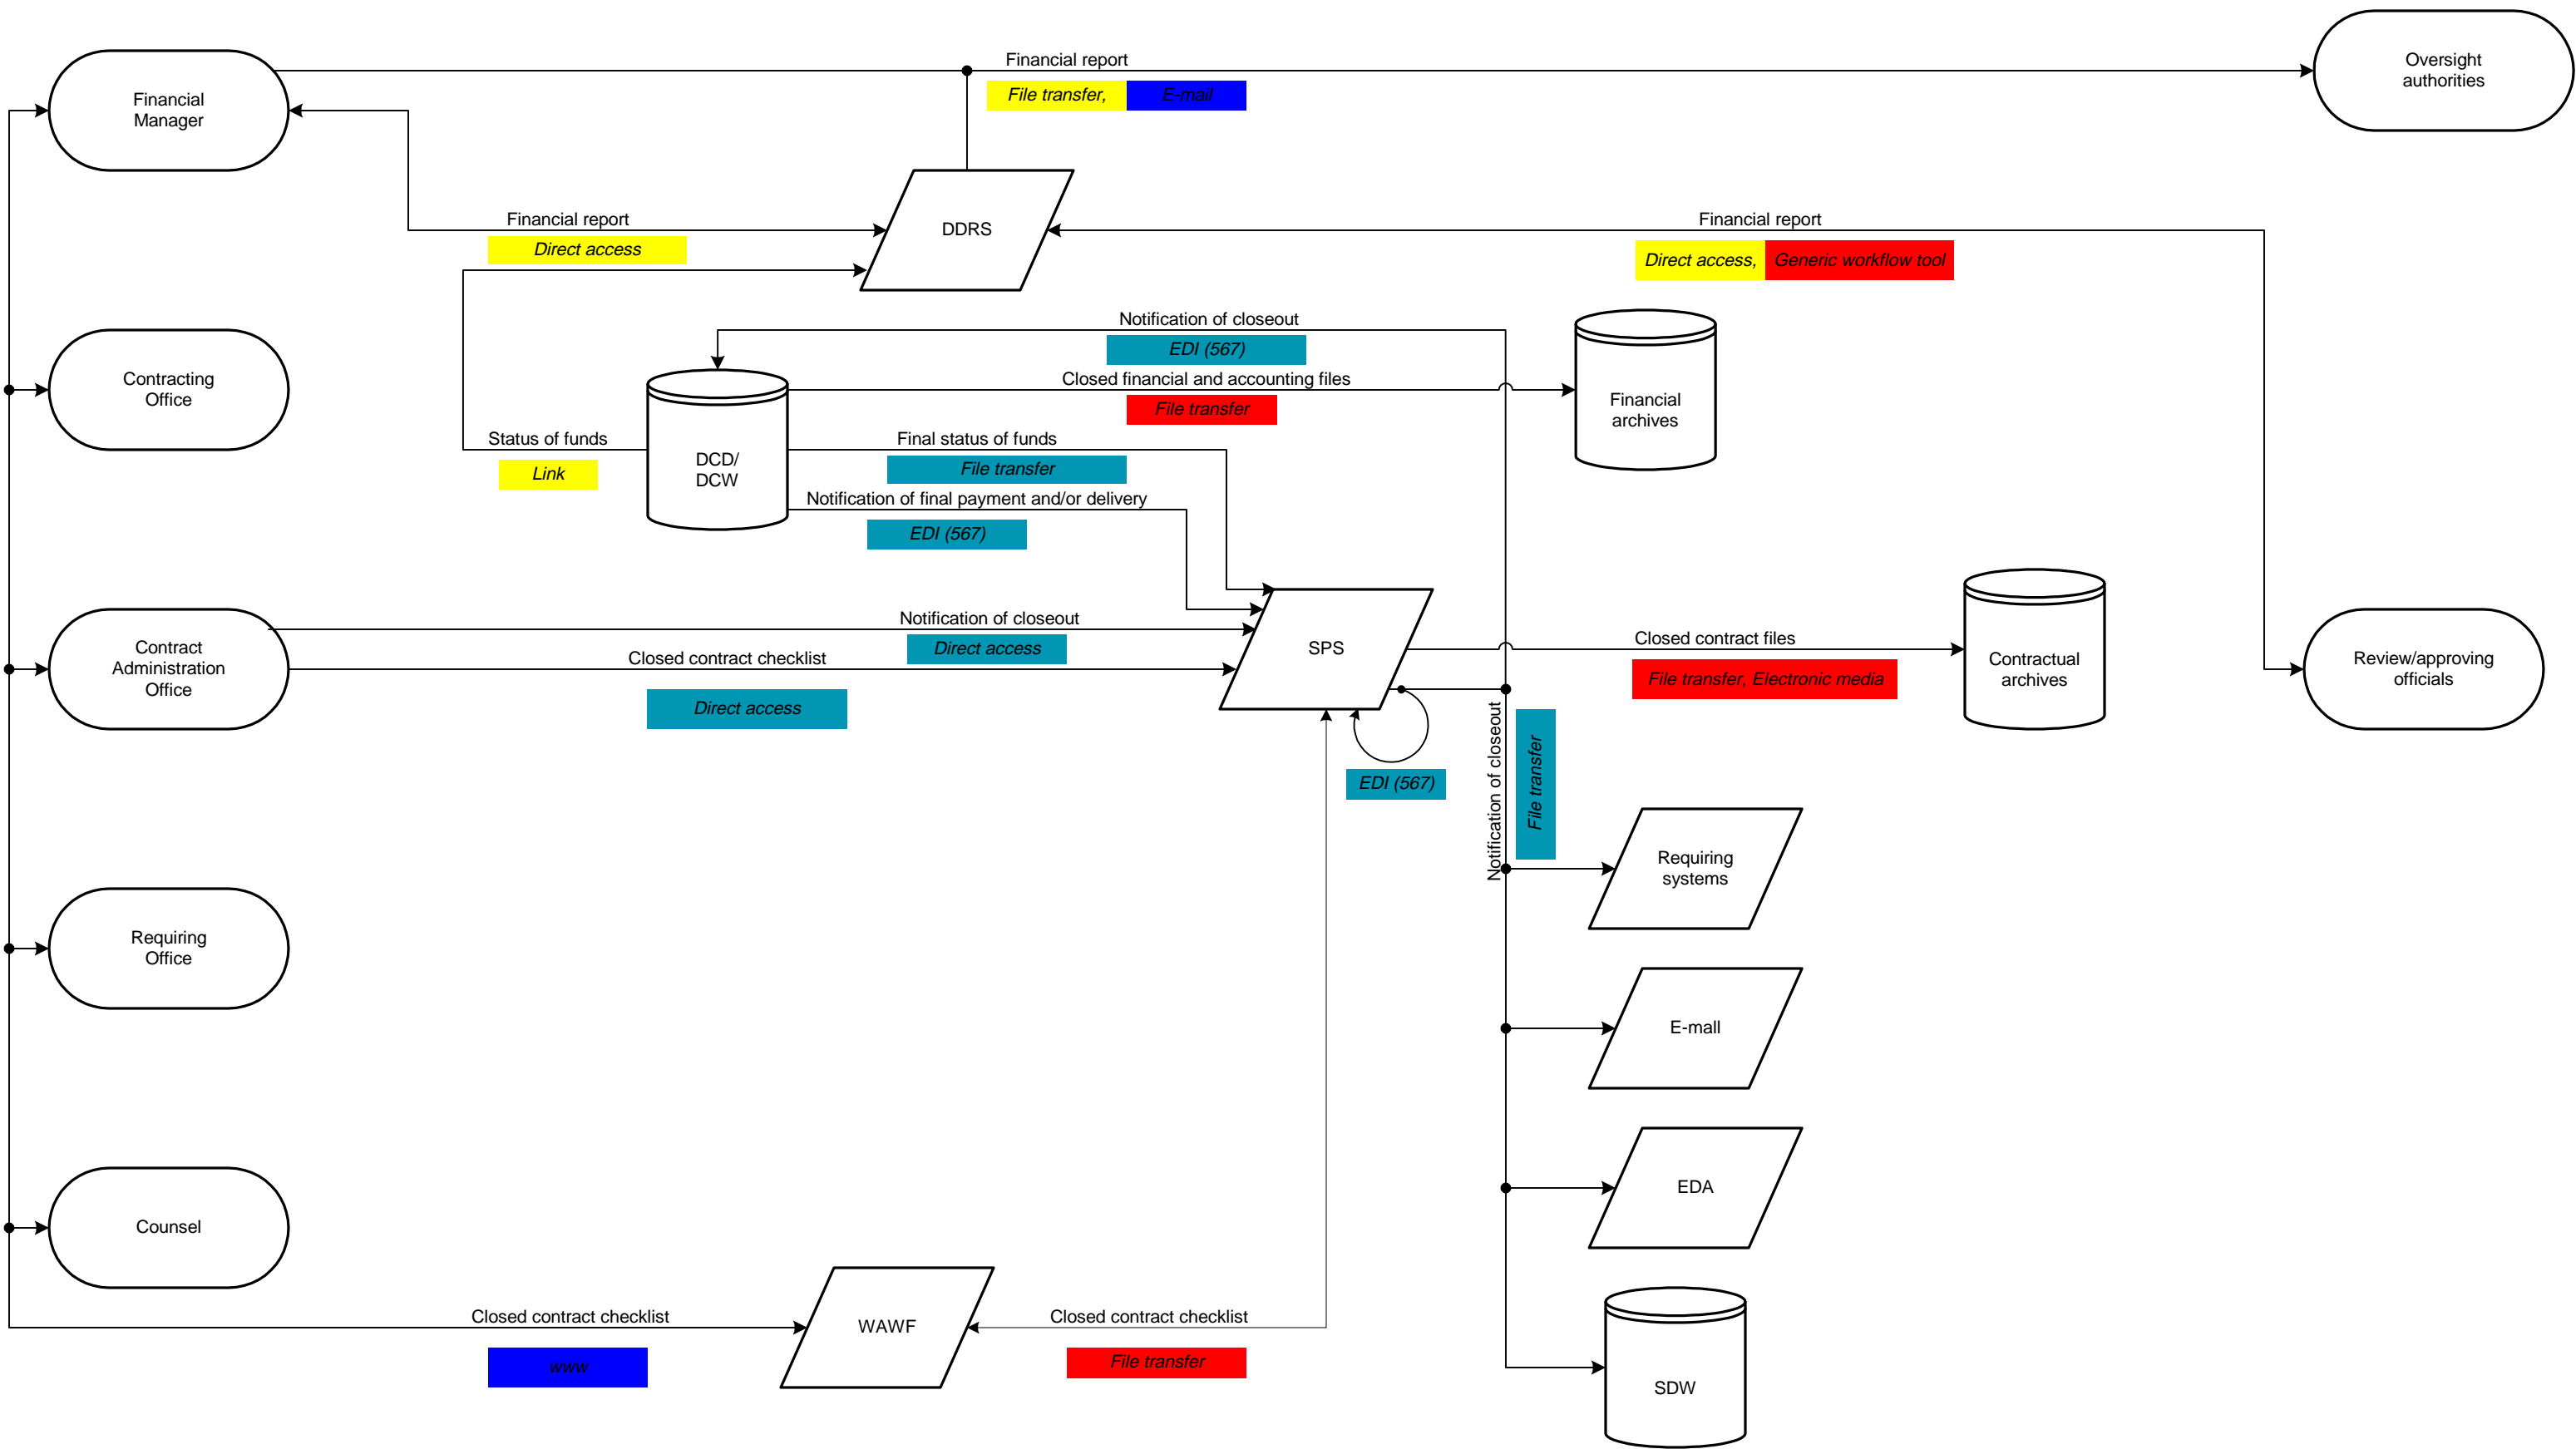 Financial report
File transfer, E-mail
Oversight
authorities
Financial
Manager
DDRS
Financial report
Direct access
Financial report
Direct access, Generic workflow tool
Notification of closeout
EDI (567)
Contracting
Office
Closed financial and accounting files
File transfer
Financial
archives
Status of funds
Link
DCD/
DCW
Final status of funds
File transfer
Notification of final payment and/or delivery
EDI (567)
Contract
Administration
Office
Notification of closeout
Direct access
Closed contract checklist
Direct access
SPS
Closed contract files
File transfer, Electronic media
Contractual
archives
Review/approving
officials
EDI (567)
Notification of closeout
File transfer
Requiring
systems
Requiring
Office
E-mall
EDA
Counsel
Closed contract checklist
www
WAWF
Closed contract checklist
File transfer
SDW